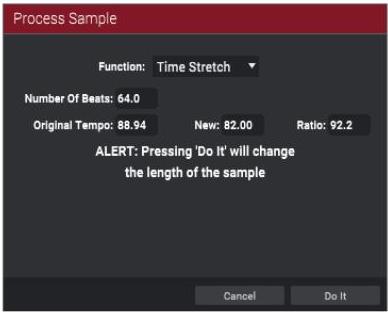 Process Sample
Function: Time Stretch
Number Of Beats: 64.0
Original Tempo: 88.94 New: 82.00 Ratio: 92.2
ALERT: Pressing 'Do It' will change
the length of the sample
Cancel Do It